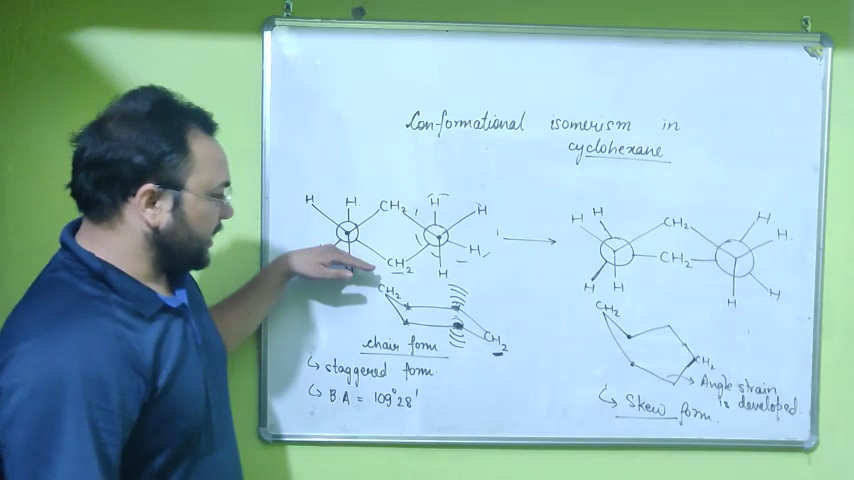 Conformational isomerism in
cyclohexane
H H CH2 H H
H CH2 H H
CH2
CH2
chair form
↳ staggered form.
↳ B.A = 109°28'
H H CH2 H H
CH2
H H H H
CH2
CH2
Angle strain
is developed.
↳ Skew form.